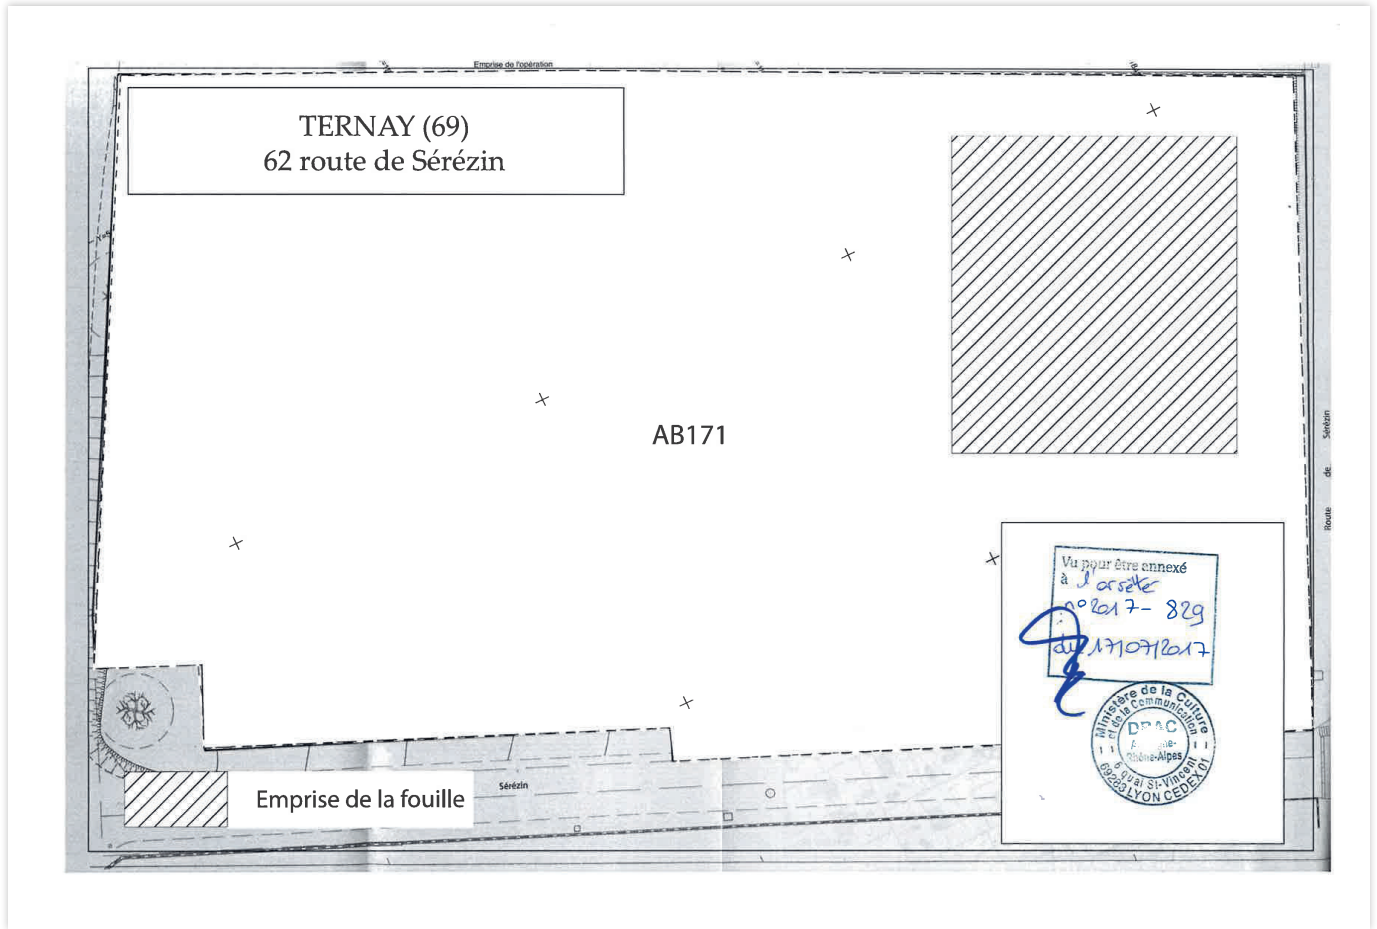 Emprise de l'opération
TERNAY (69)
62 route de Sérézin
AB171
Route de Sérézin
Vu pour être annexé
à l'arrêter
n° 2017-829
du 17/07/2017
Ministère de la Culture
et de la Communication
DRAC
Rhône-Alpes
6 quai St-Vincent
69283 LYON CEDEX 01
Emprise de la fouille
Sérézin